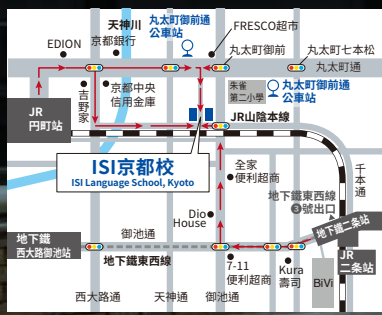 天神川
丸太町御前通
公車站
FRESCO超市
EDION
京都銀行
丸太町御前
丸太町七本松
丸太町通
吉野家
京都中央
信用金庫
朱雀
第二小學
丸太町御前通
公車站
JR
円町站
JR山陰本線
ISI京都校
ISI Language School, Kyoto
全家
便利超商
千本通
地下鐵東西線
❸號出口
Dio
House
地下鐵二条站
御池通
地下鐵
西大路御池站
地下鐵東西線
JR
二条站
7-11
便利超商
Kura
壽司
BiVi
西大路通
天神通
御池通